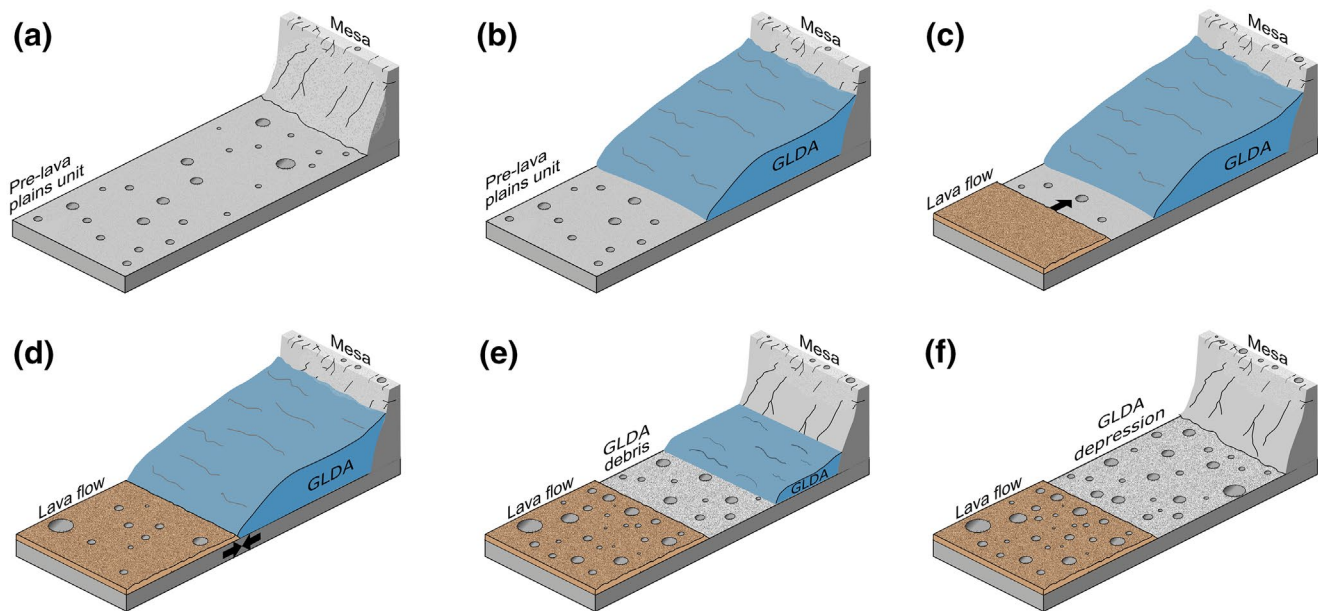 (a)
Mesa
Pre-lava
plains unit
(b)
Mesa
GLDA
Pre-lava
plains unit
(c)
Mesa
GLDA
Lava flow
(d)
Mesa
GLDA
Lava flow
(e)
Mesa
GLDA
debris
GLDA
Lava flow
(f)
Mesa
GLDA
depression
Lava flow